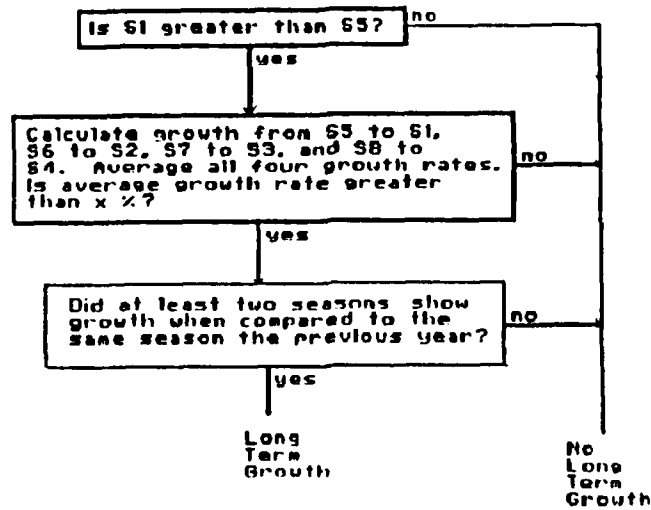 Is S1 greater than S5?
no
yes
Calculate growth from S5 to S1,
S6 to S2, S7 to S3, and S8 to
S4. Average all four growth rates.
Is average growth rate greater
than x %?
no
yes
Did at least two seasons show
growth when compared to the
same season the previous year?
no
yes
Long
Term
Growth
No
Long
Term
Growth